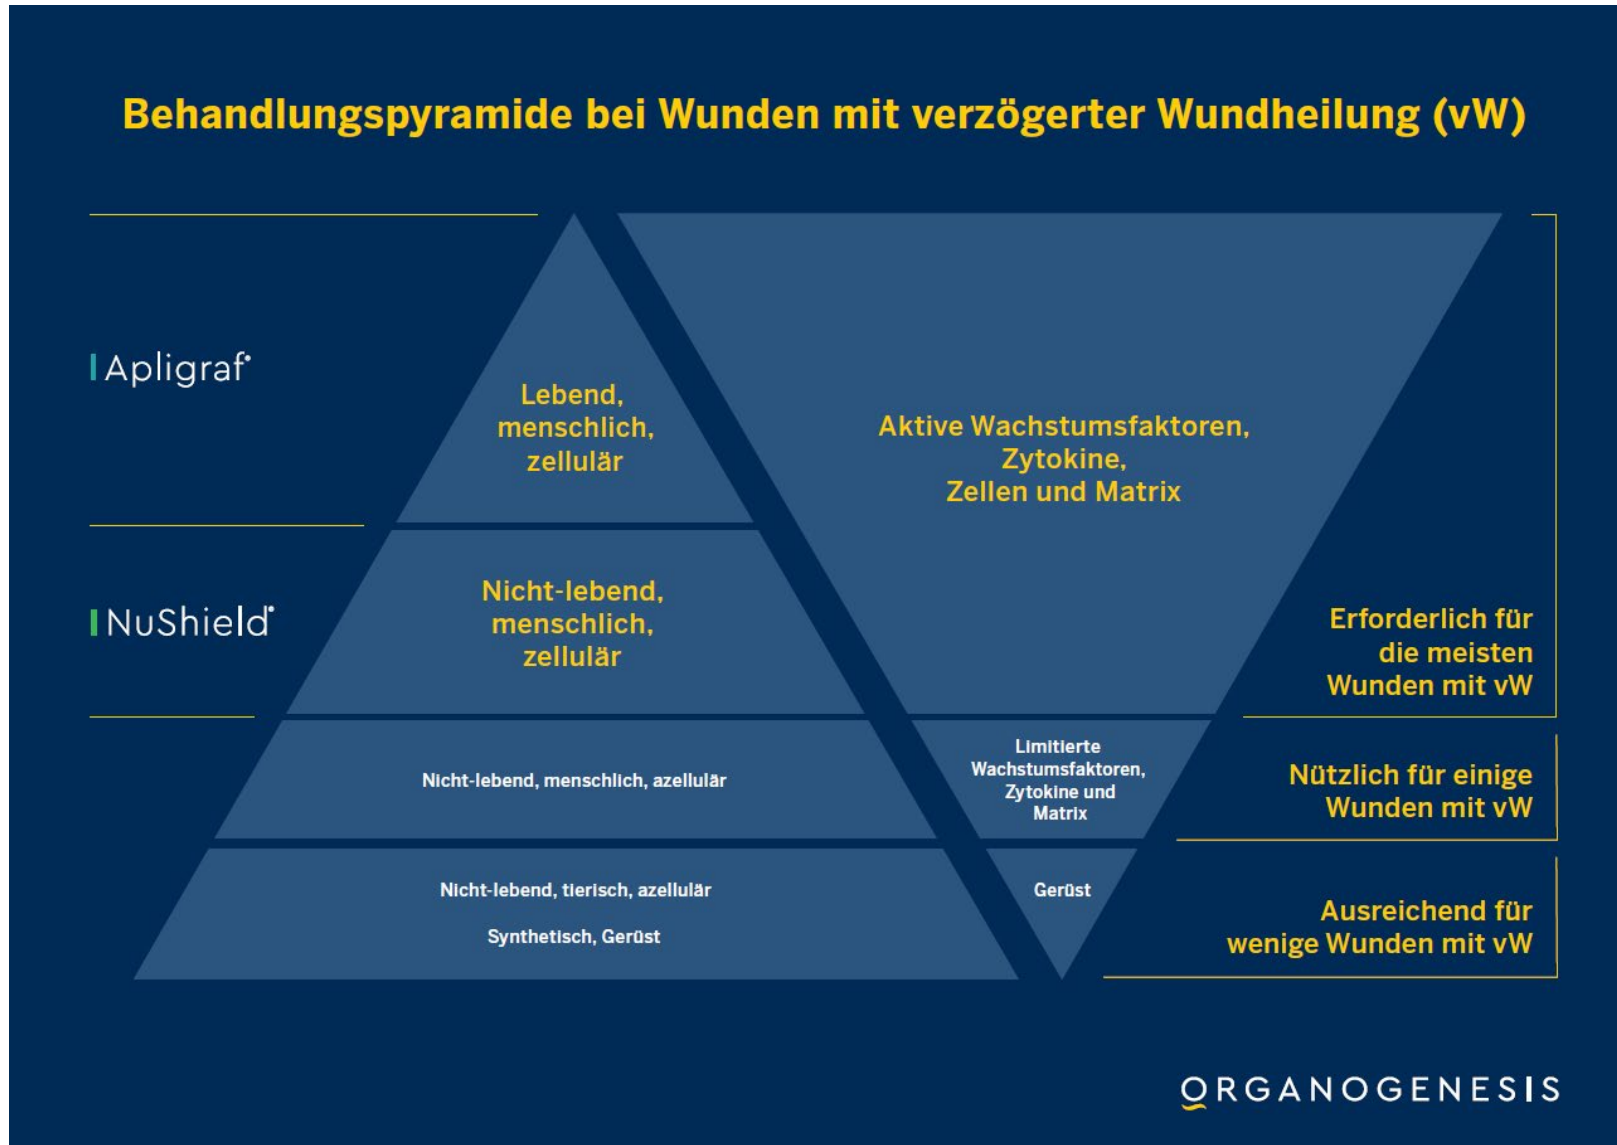 Behandlungspyramide bei Wunden mit verzögerter Wundheilung (vW)
Apligraf®
Lebend,
menschlich,
zellulär
Aktive Wachstumsfaktoren,
Zytokine,
Zellen und Matrix
NuShield®
Nicht-lebend,
menschlich,
zellulär
Erforderlich für
die meisten
Wunden mit vW
Nicht-lebend, menschlich, azellulär
Limitierte
Wachstumsfaktoren,
Zytokine und
Matrix
Nützlich für einige
Wunden mit vW
Nicht-lebend, tierisch, azellulär
Synthetisch, Gerüst
Gerüst
Ausreichend für
wenige Wunden mit vW
ORGANOGENESIS